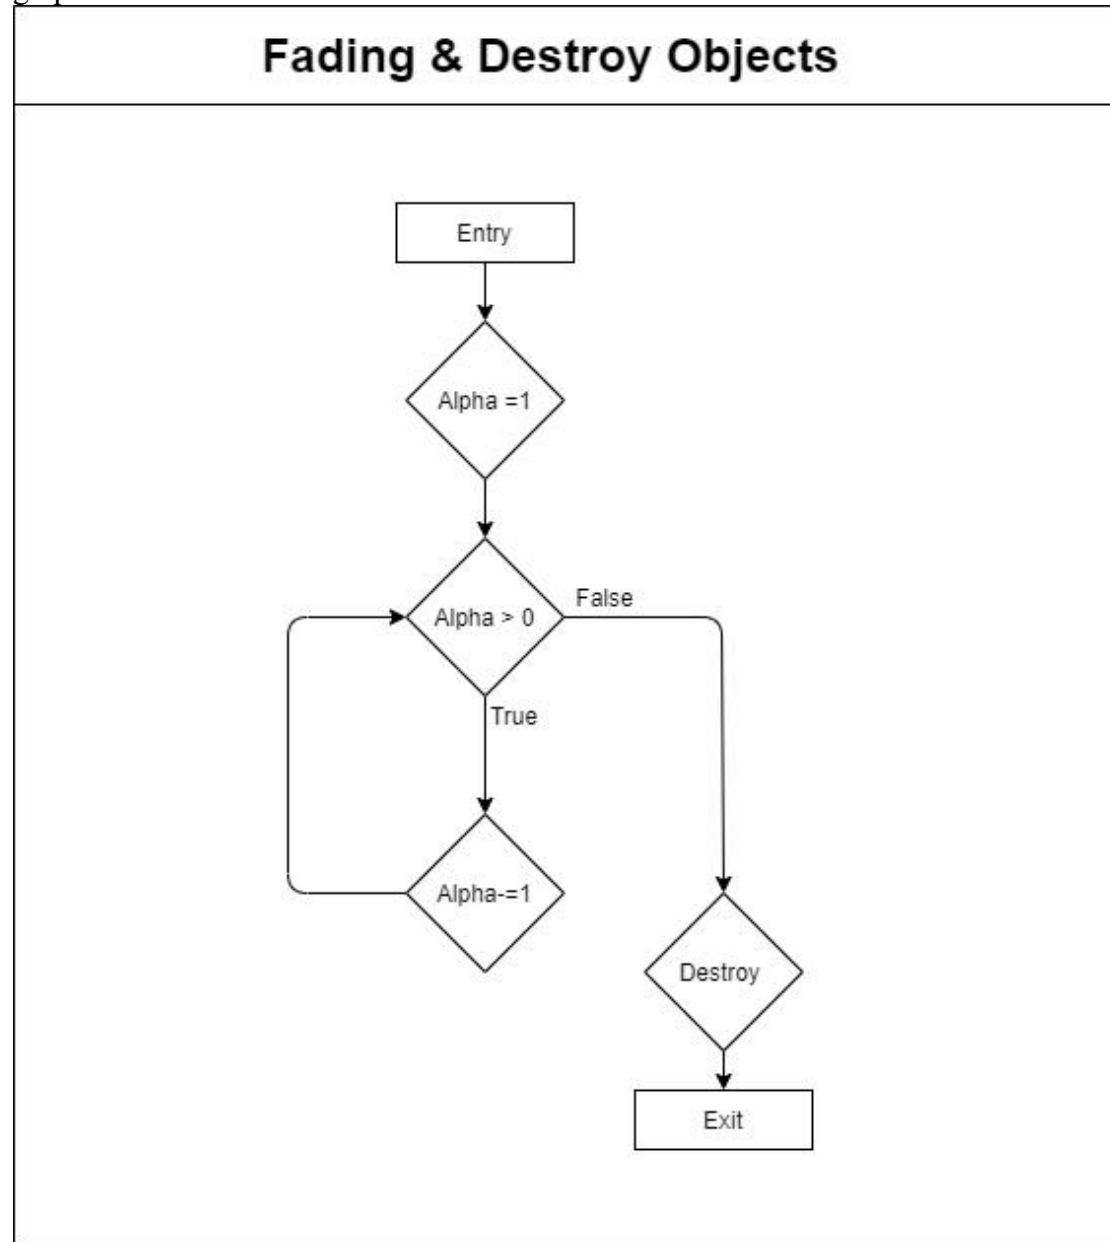 Fading & Destroy Objects
Entry
Alpha =1
Alpha > 0
False
True
Alpha-=1
Destroy
Exit